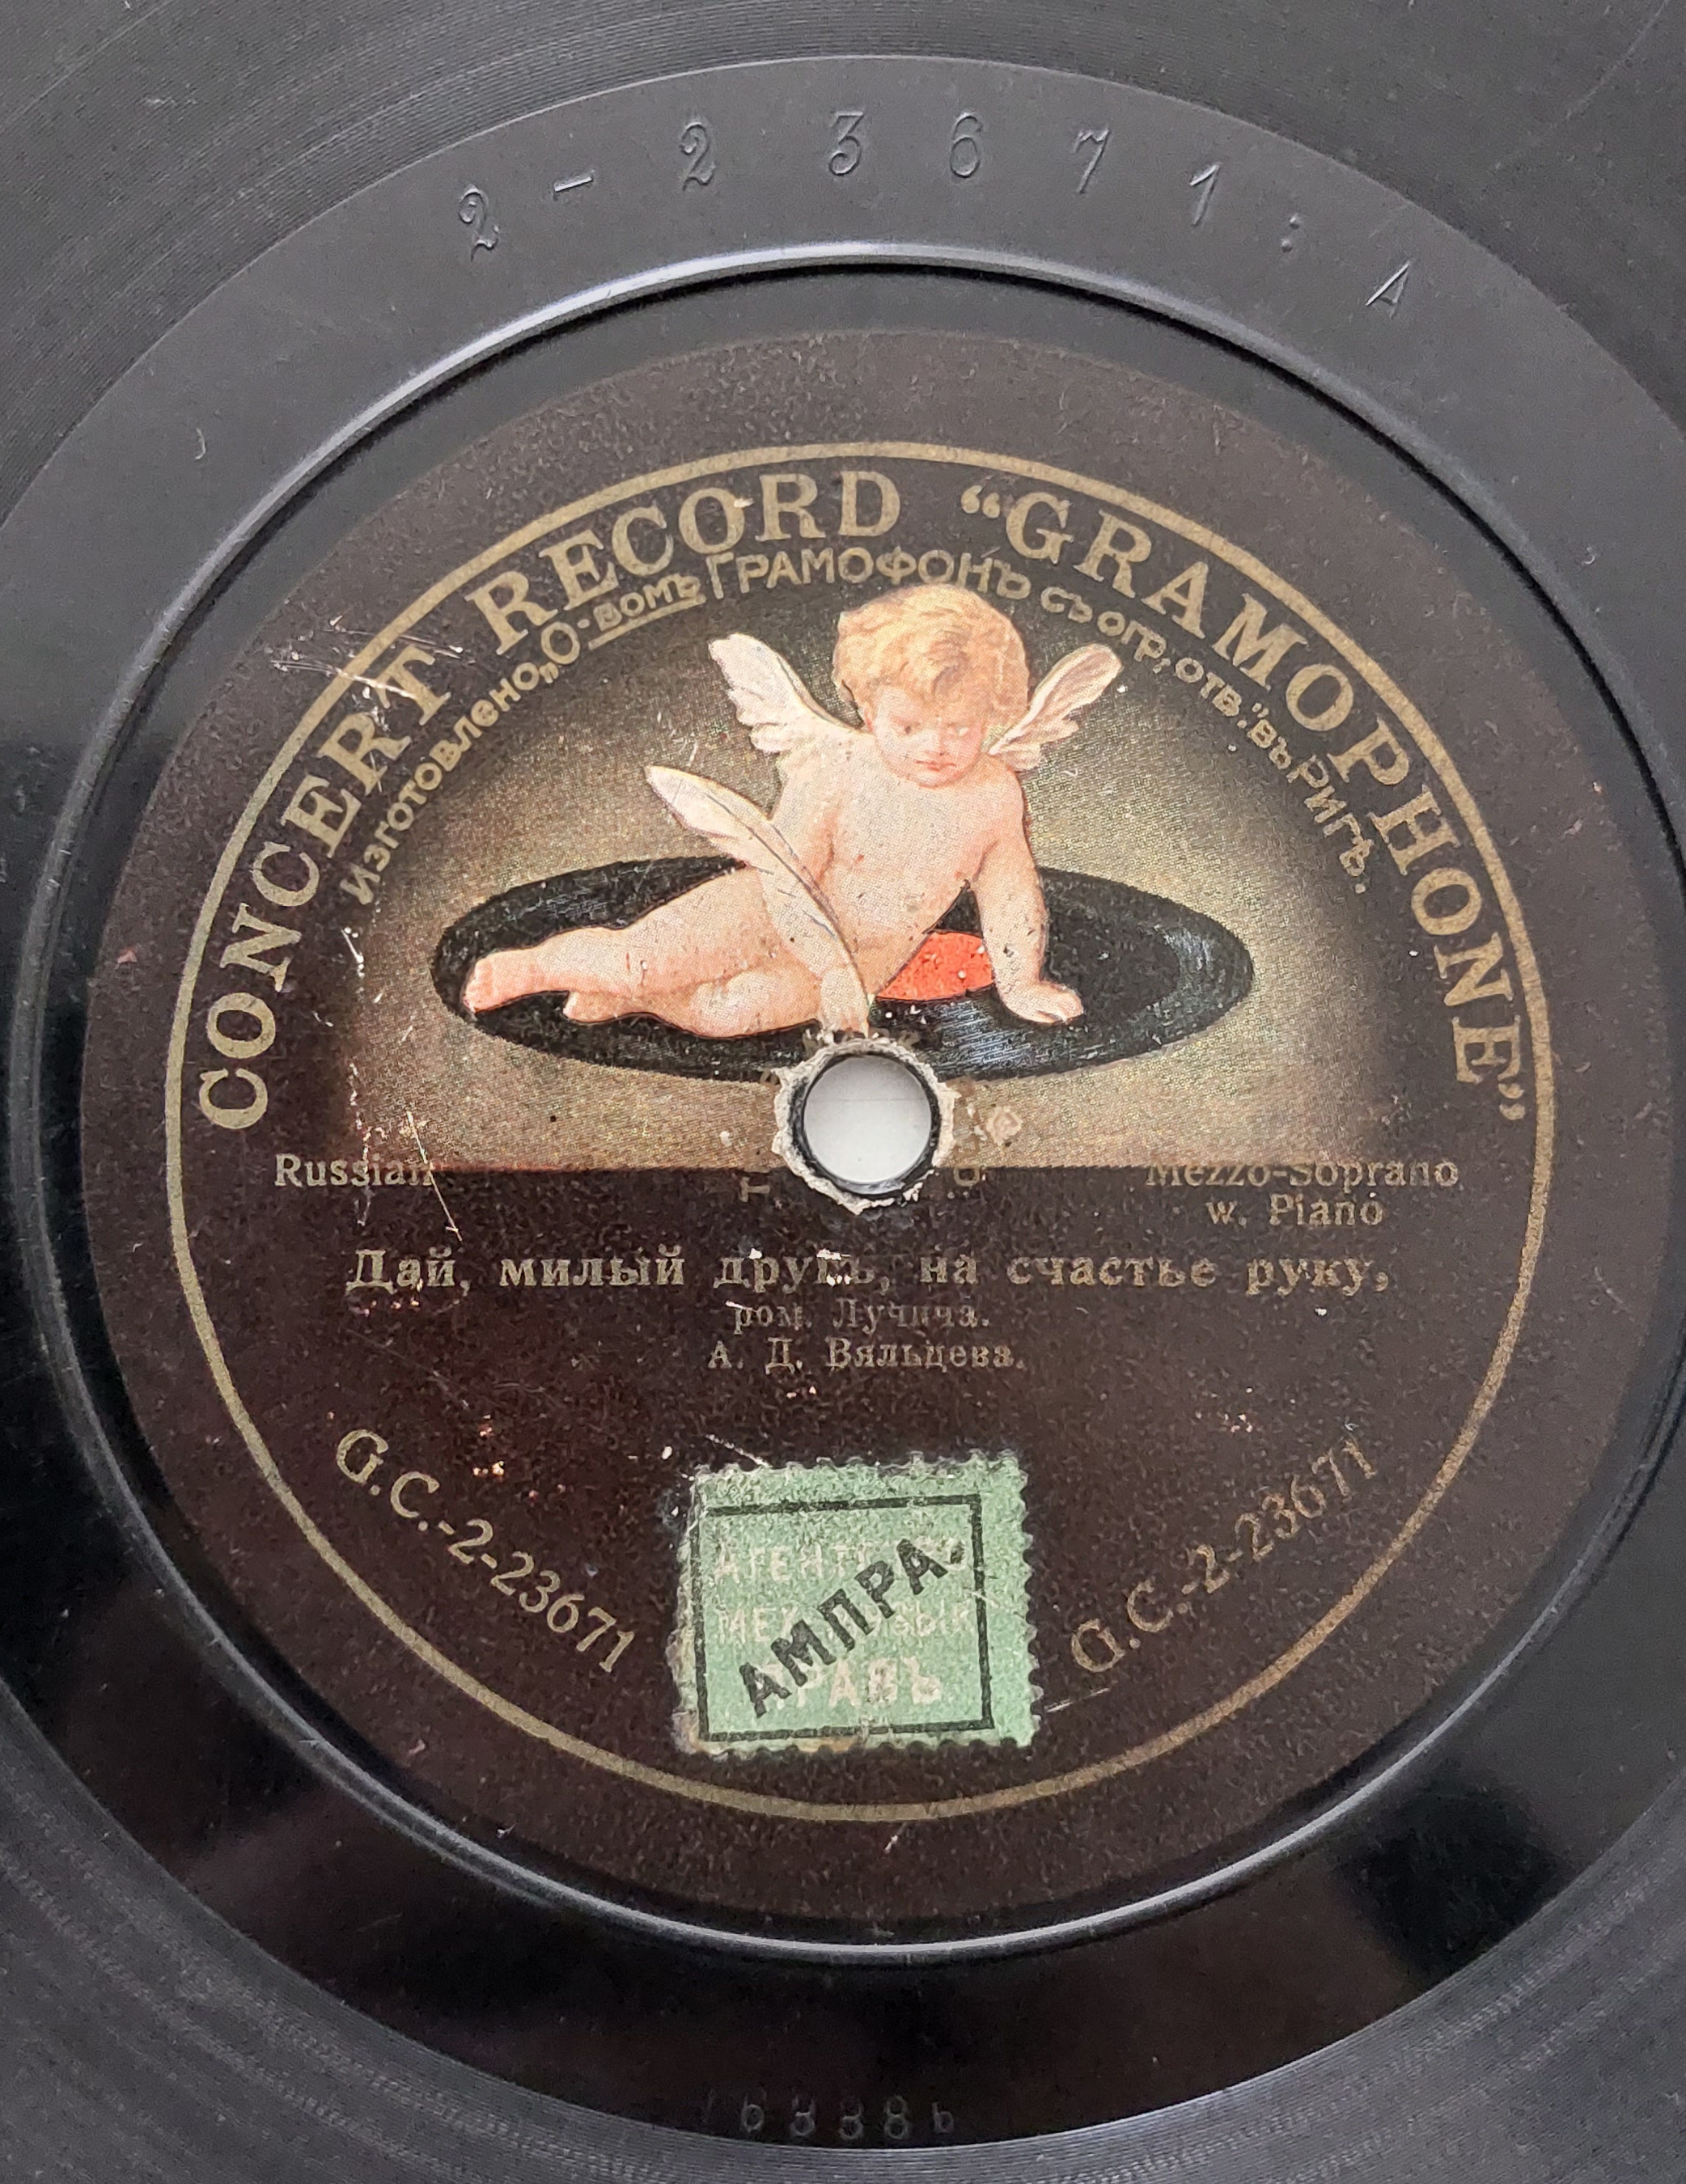 2-23671:A
CONCERT RECORD “GRAMOPHONE”
Изготовлено „О-вомъ Грамофонъ съ огр. отв.“ въ Ригѣ.
Russian
Mezzo-Soprano
w. Piano
Дай, милый другъ, на счастье руку,
ром. Лучича.
А. Д. Вяльцева.
G.C.-2-23671
G.C.-2-23671
АМПРА.
6338b